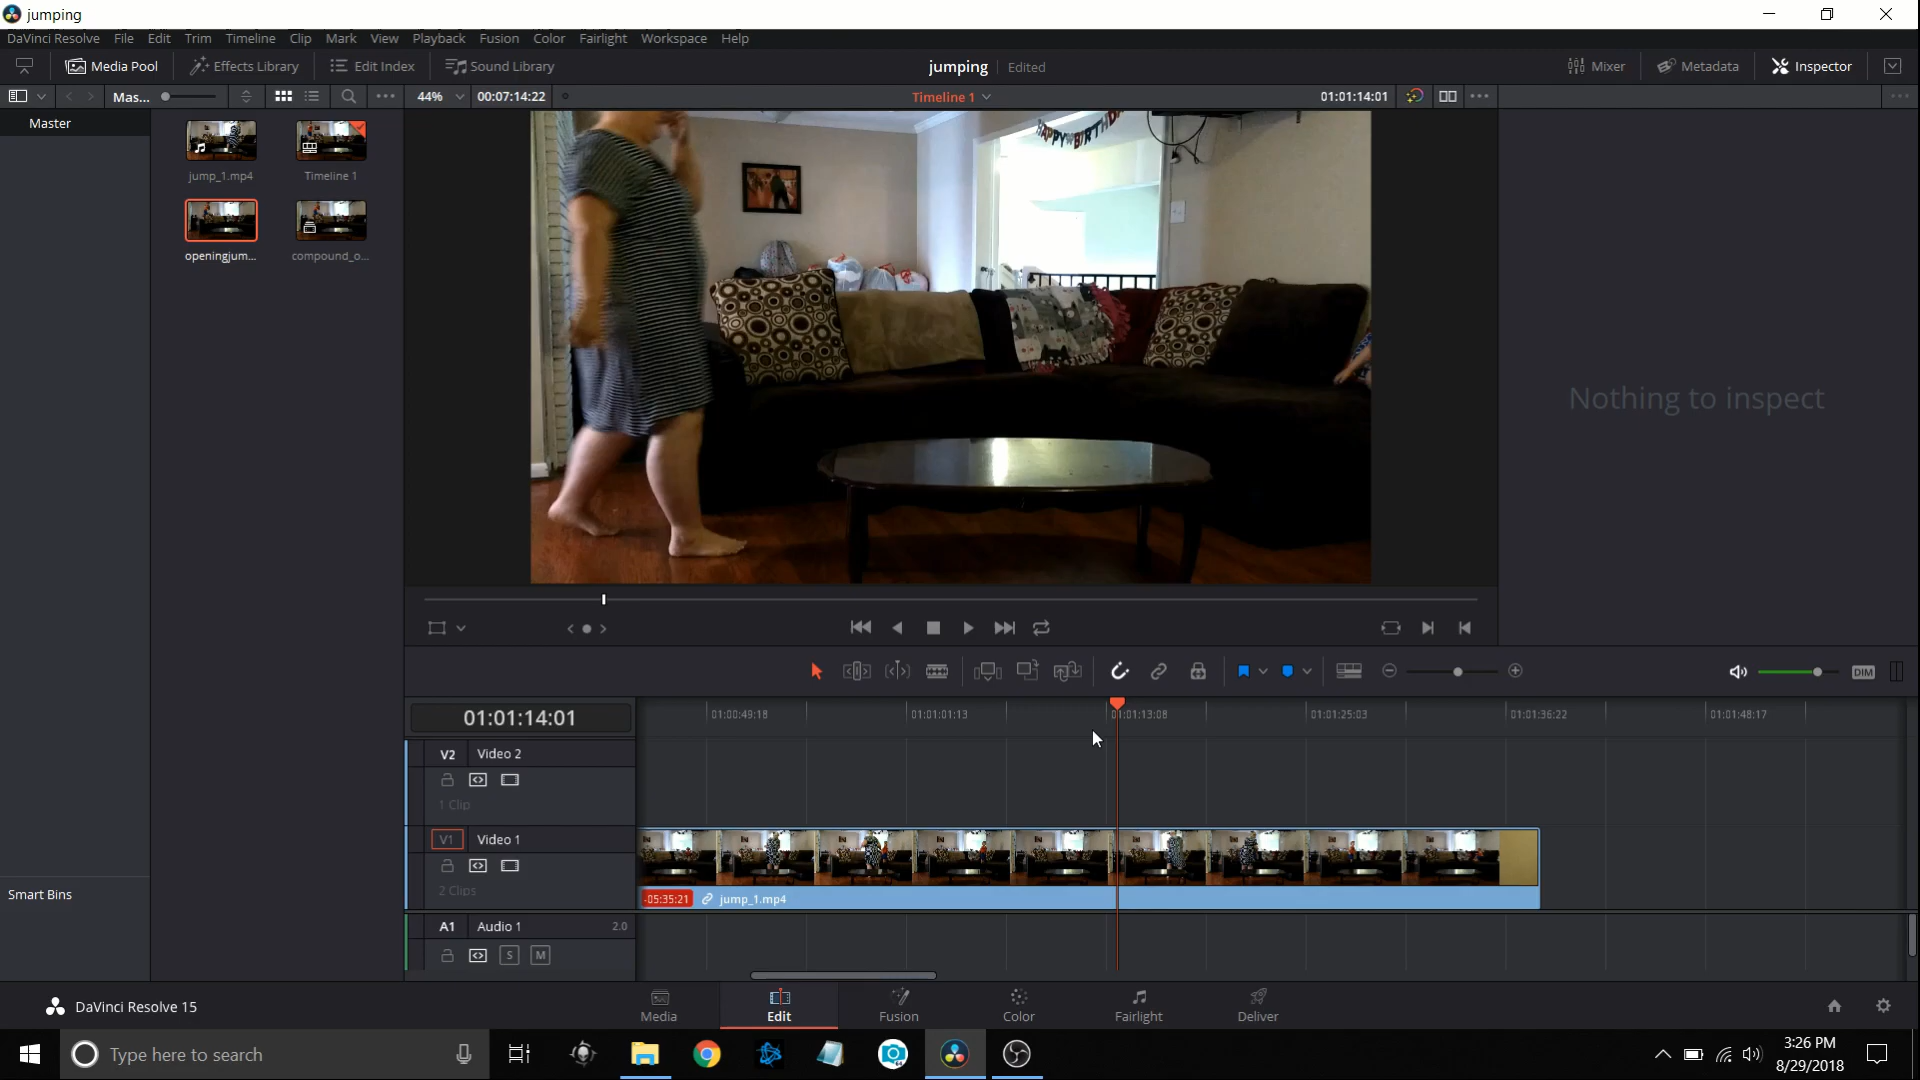 jumping
DaVinci Resolve File Edit Trim Timeline Clip Mark View Playback Fusion Color Fairlight Workspace Help
Media Pool Effects Library Edit Index Sound Library jumping Edited Mixer Metadata Inspector
Mas... 44% 00:07:14:22 Timeline 1 01:01:14:01
Master
jump_1.mp4 Timeline 1
openingjum... compound_o...
HAPPY BIRTHD
Nothing to inspect
DIM
01:01:14:01 01:00:49:18 01:01:01:13 01:01:13:08 01:01:25:03 01:01:36:22 01:01:48:17
V2 Video 2
1 Clip
V1 Video 1
2 Clips
-05:35:21 jump_1.mp4
Smart Bins
A1 Audio 1 2.0
S M
DaVinci Resolve 15
Media Edit Fusion Color Fairlight Deliver
Type here to search
3:26 PM
8/29/2018